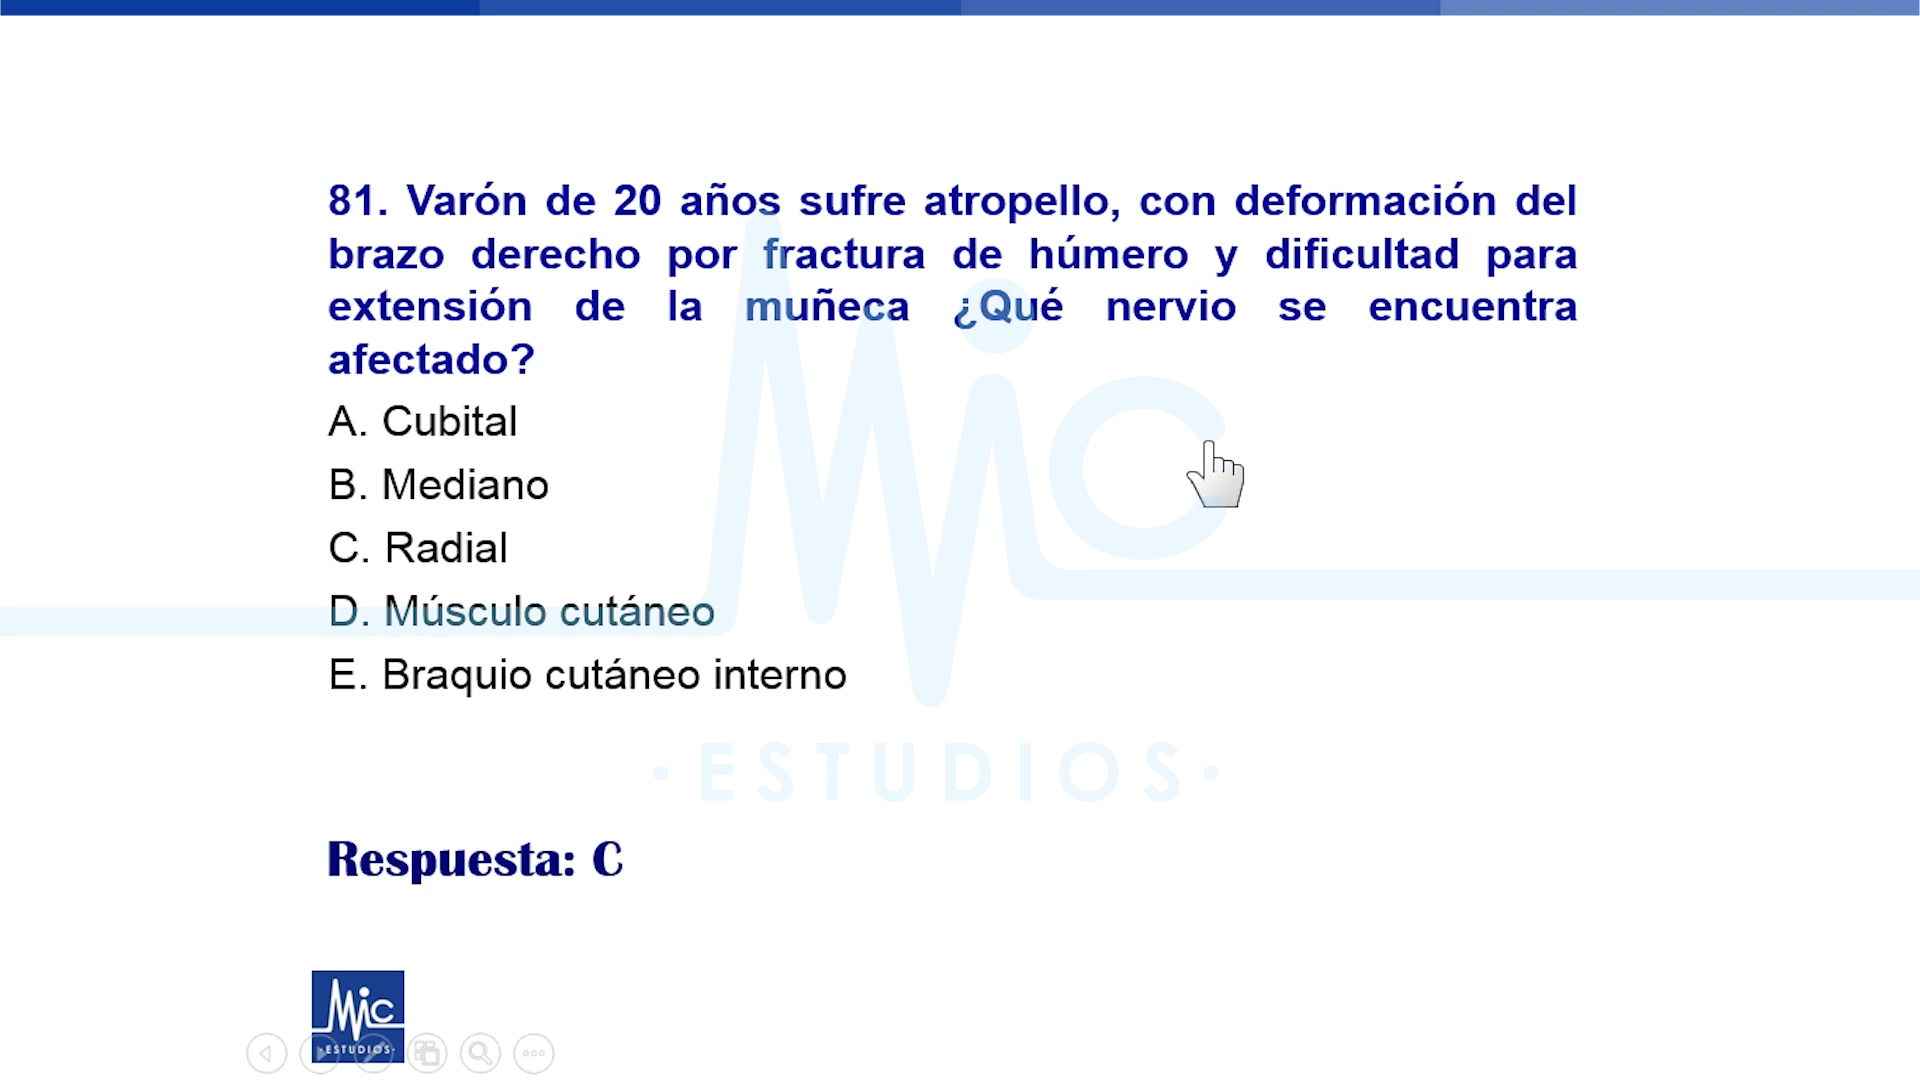 81. Varón de 20 años sufre atropello, con deformación del
brazo derecho por fractura de húmero y dificultad para
extensión de la muñeca ¿Qué nervio se encuentra
afectado?
A. Cubital
B. Mediano
C. Radial
D. Músculo cutáneo
E. Braquio cutáneo interno
Mic
·ESTUDIOS·
Respuesta: C
Mic
·ESTUDIOS·